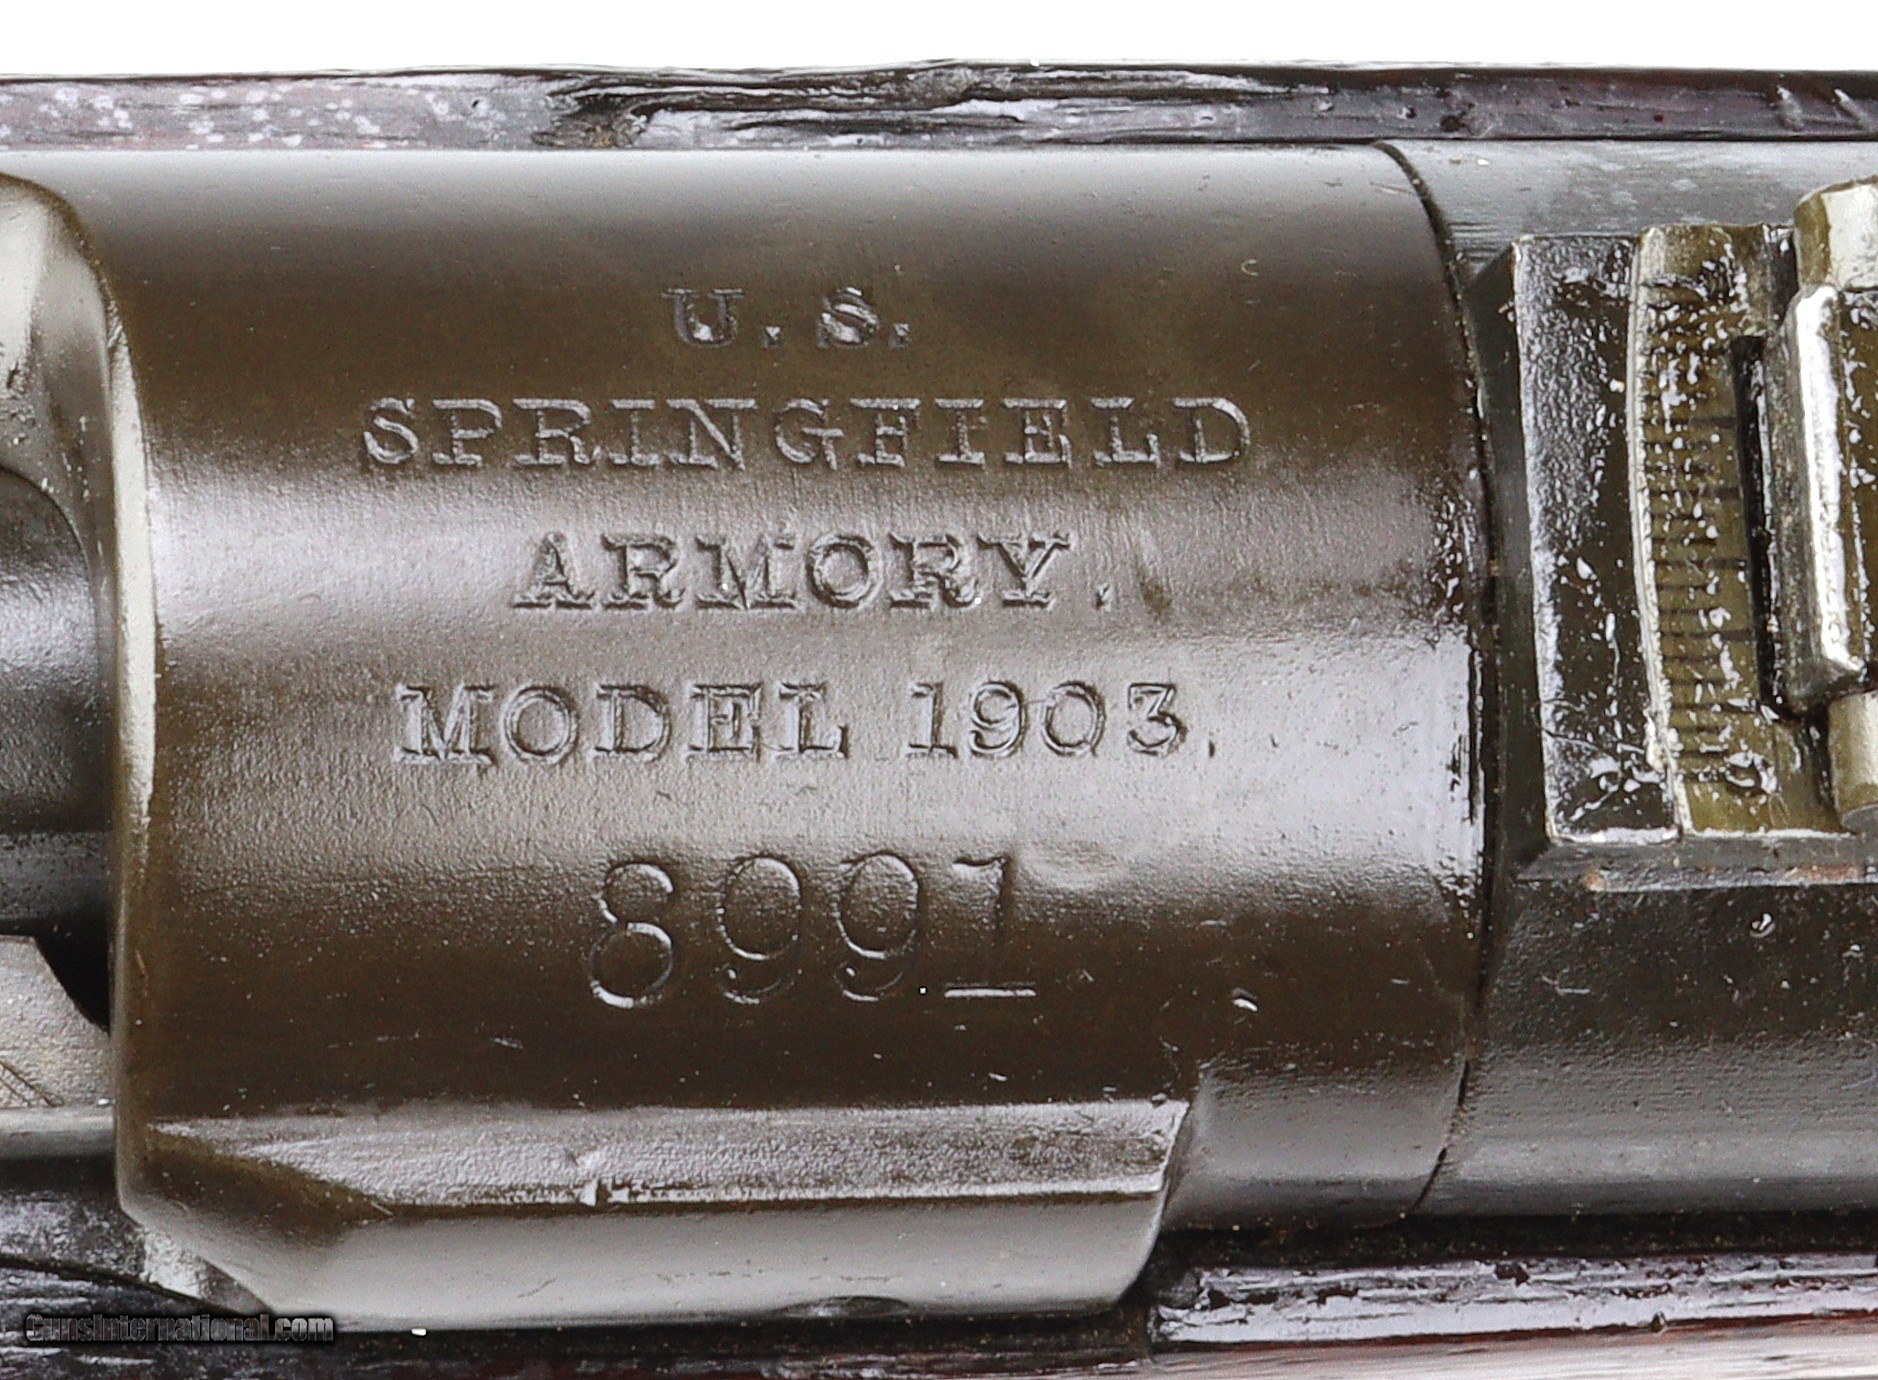 U.S.
SPRINGFIELD
ARMORY.
MODEL 1903.
8991
GunsInternational.com